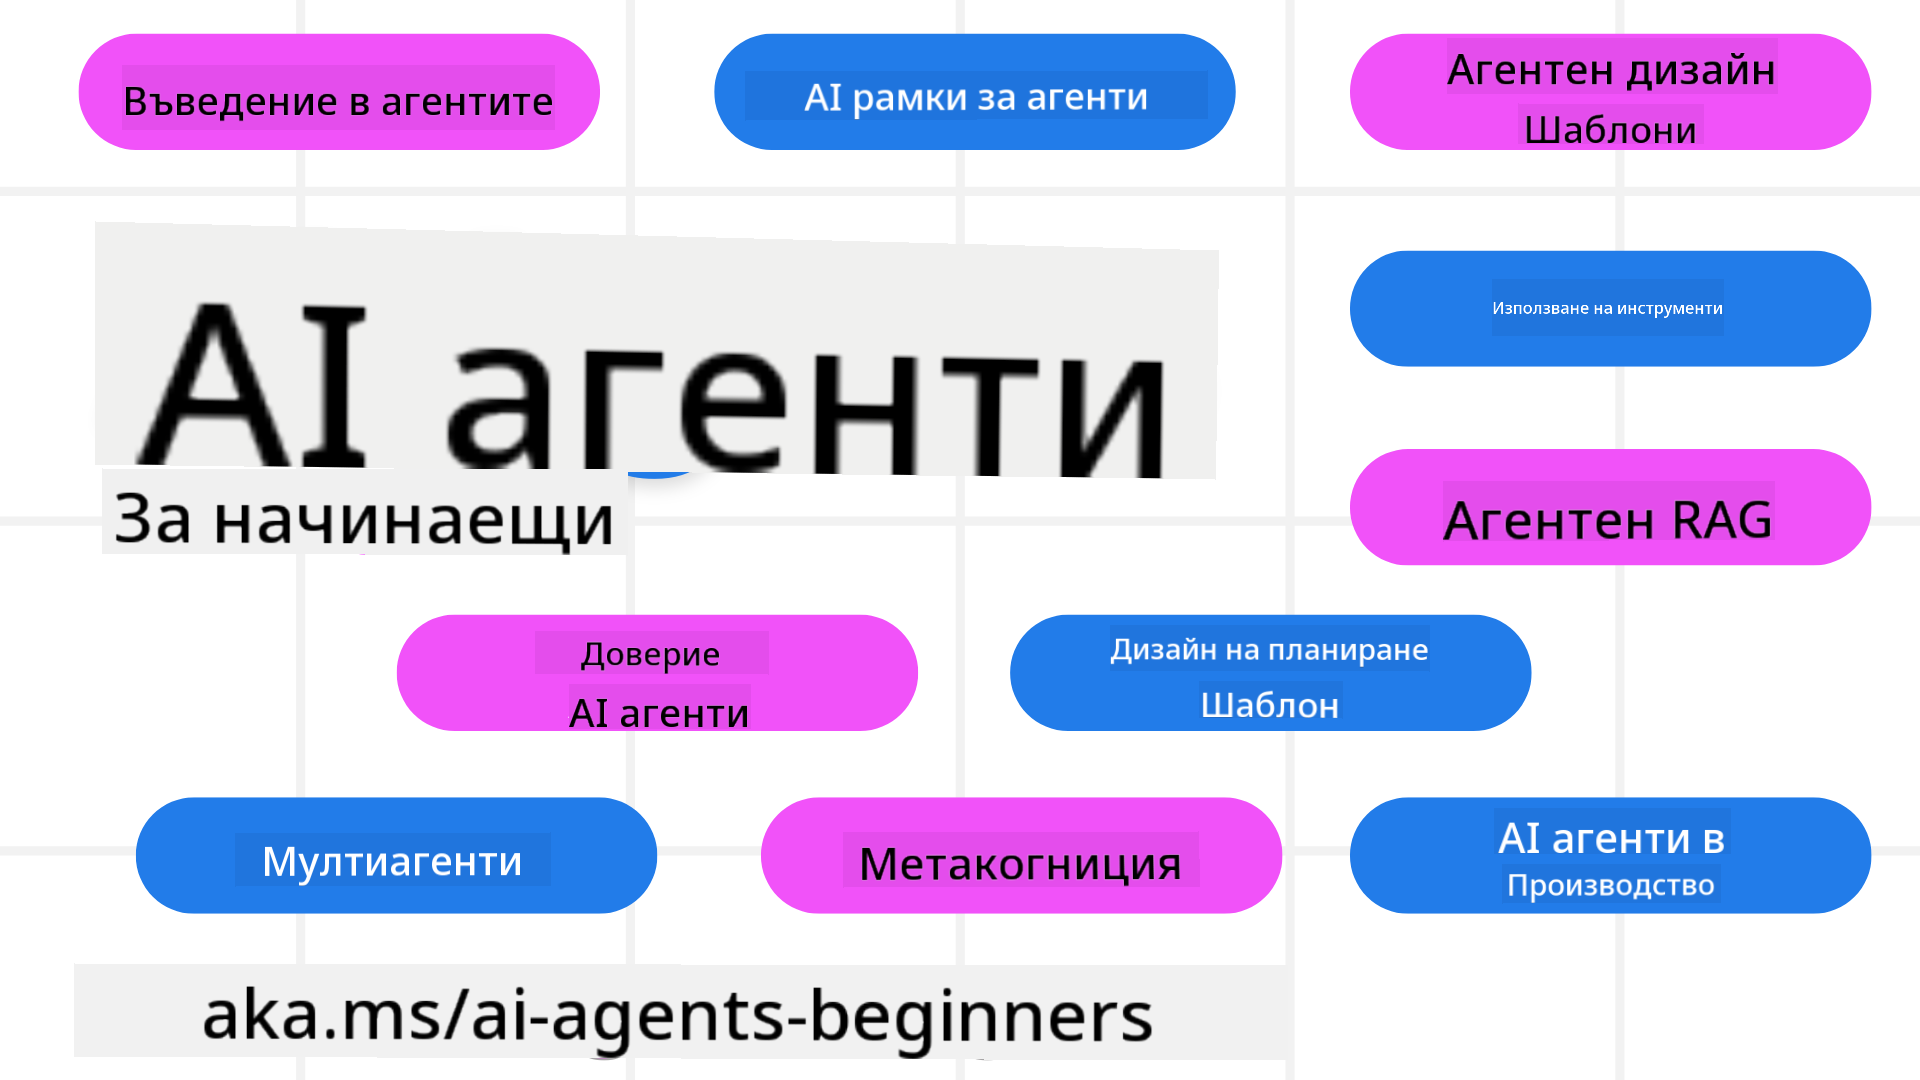 Въведение в агентите
AI рамки за агенти
Агентен дизайн
Шаблони
AI агенти
За начинаещи
Използване на инструменти
Агентен RAG
Доверие
AI агенти
Дизайн на планиране
Шаблон
Мултиагенти
Метакогниция
AI агенти в
Производство
aka.ms/ai-agents-beginners